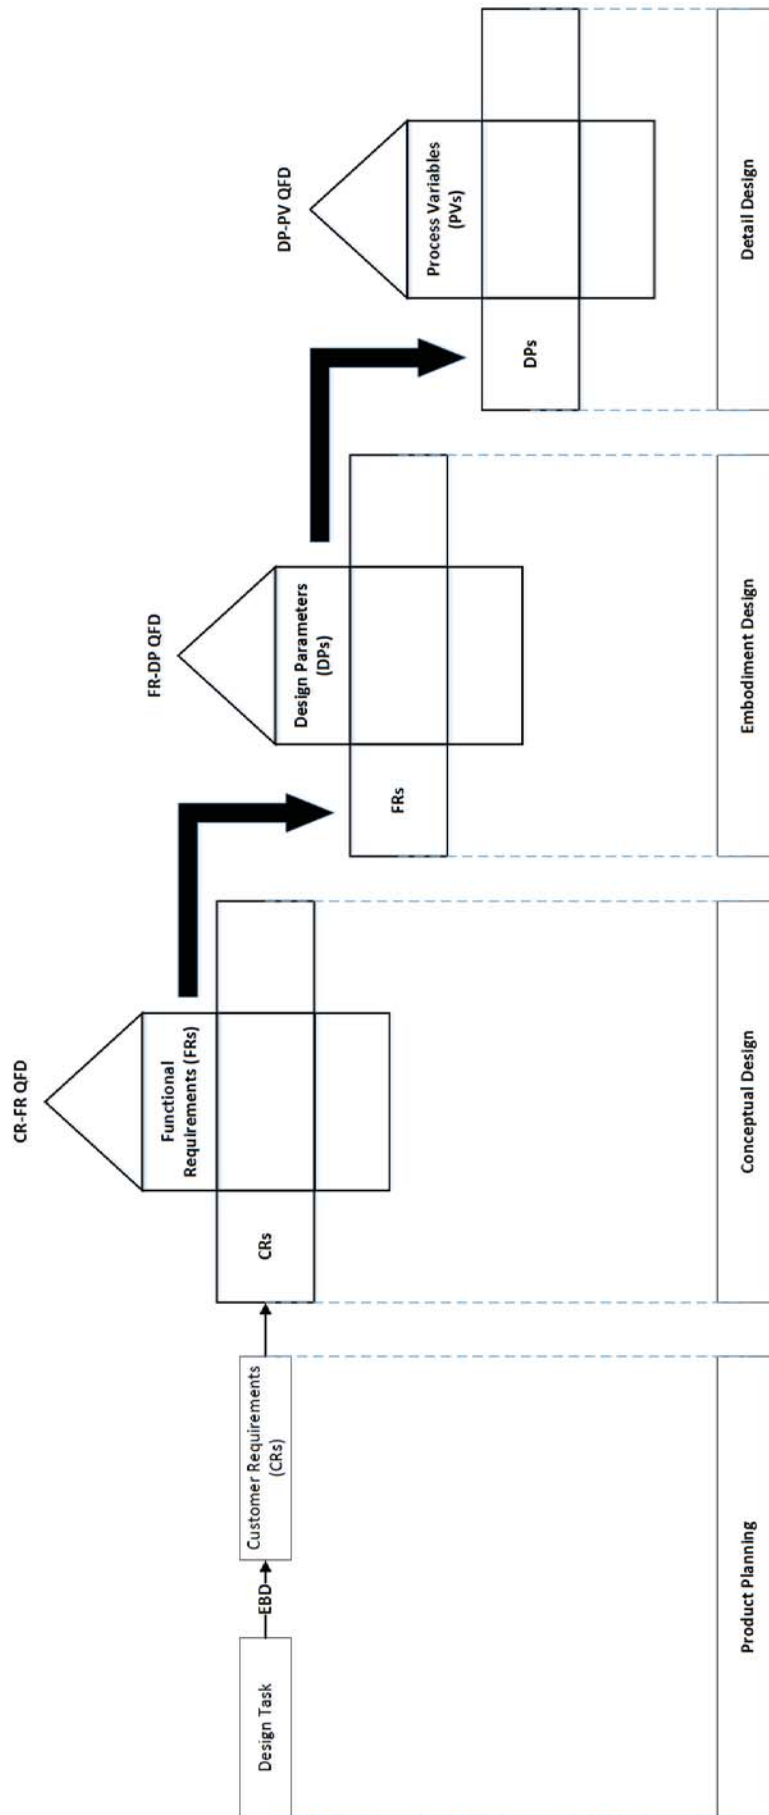 CR-FR QFD
FR-DP QFD
DP-PV QFD
Design Task
EBD
Customer Requirements
(CRs)
CRs
Functional
Requirements (FRs)
FRs
Design Parameters
(DPs)
DPs
Process Variables
(PVs)
Product Planning
Conceptual Design
Embodiment Design
Detail Design